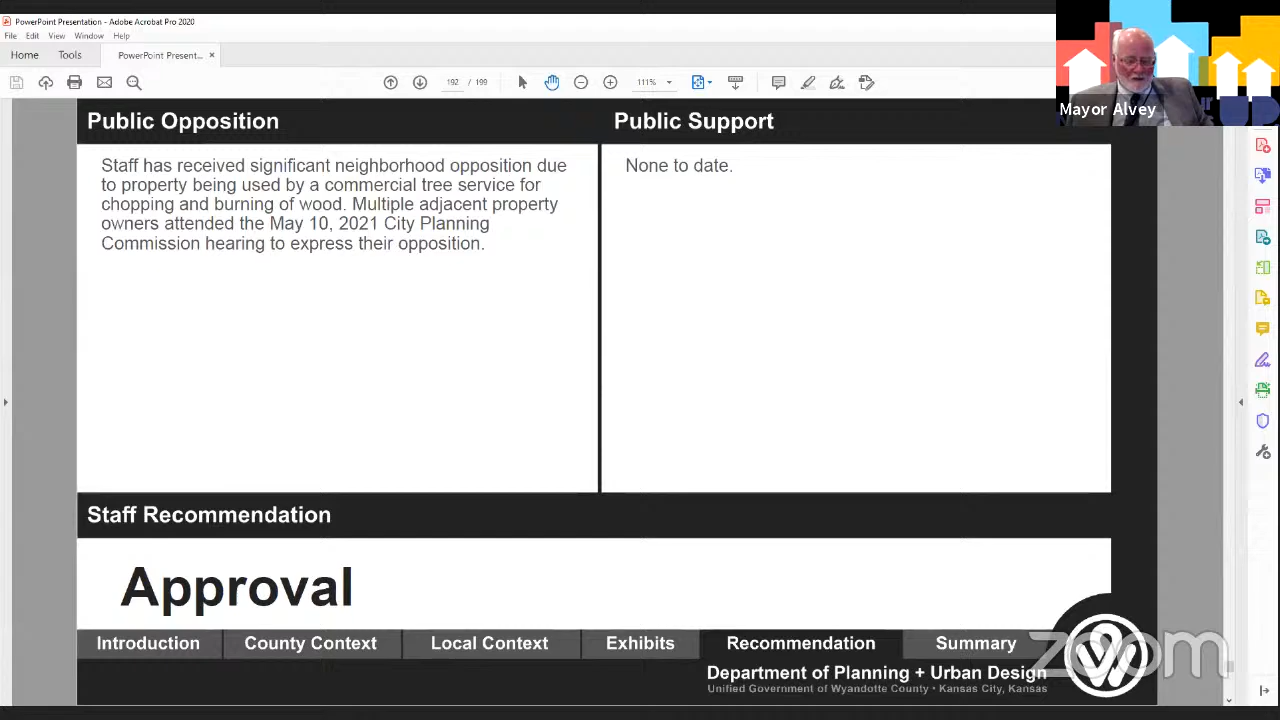 PowerPoint Presentation - Adobe Acrobat Pro 2020
File Edit View Window Help
Home Tools PowerPoint Present... ×
192 / 199 111%
Mayor Alvey
Public Opposition
Public Support
Staff has received significant neighborhood opposition due
to property being used by a commercial tree service for
chopping and burning of wood. Multiple adjacent property
owners attended the May 10, 2021 City Planning
Commission hearing to express their opposition.
None to date.
Staff Recommendation
Approval
Introduction County Context Local Context Exhibits Recommendation Summary
zoom
Department of Planning + Urban Design
Unified Government of Wyandotte County • Kansas City, Kansas